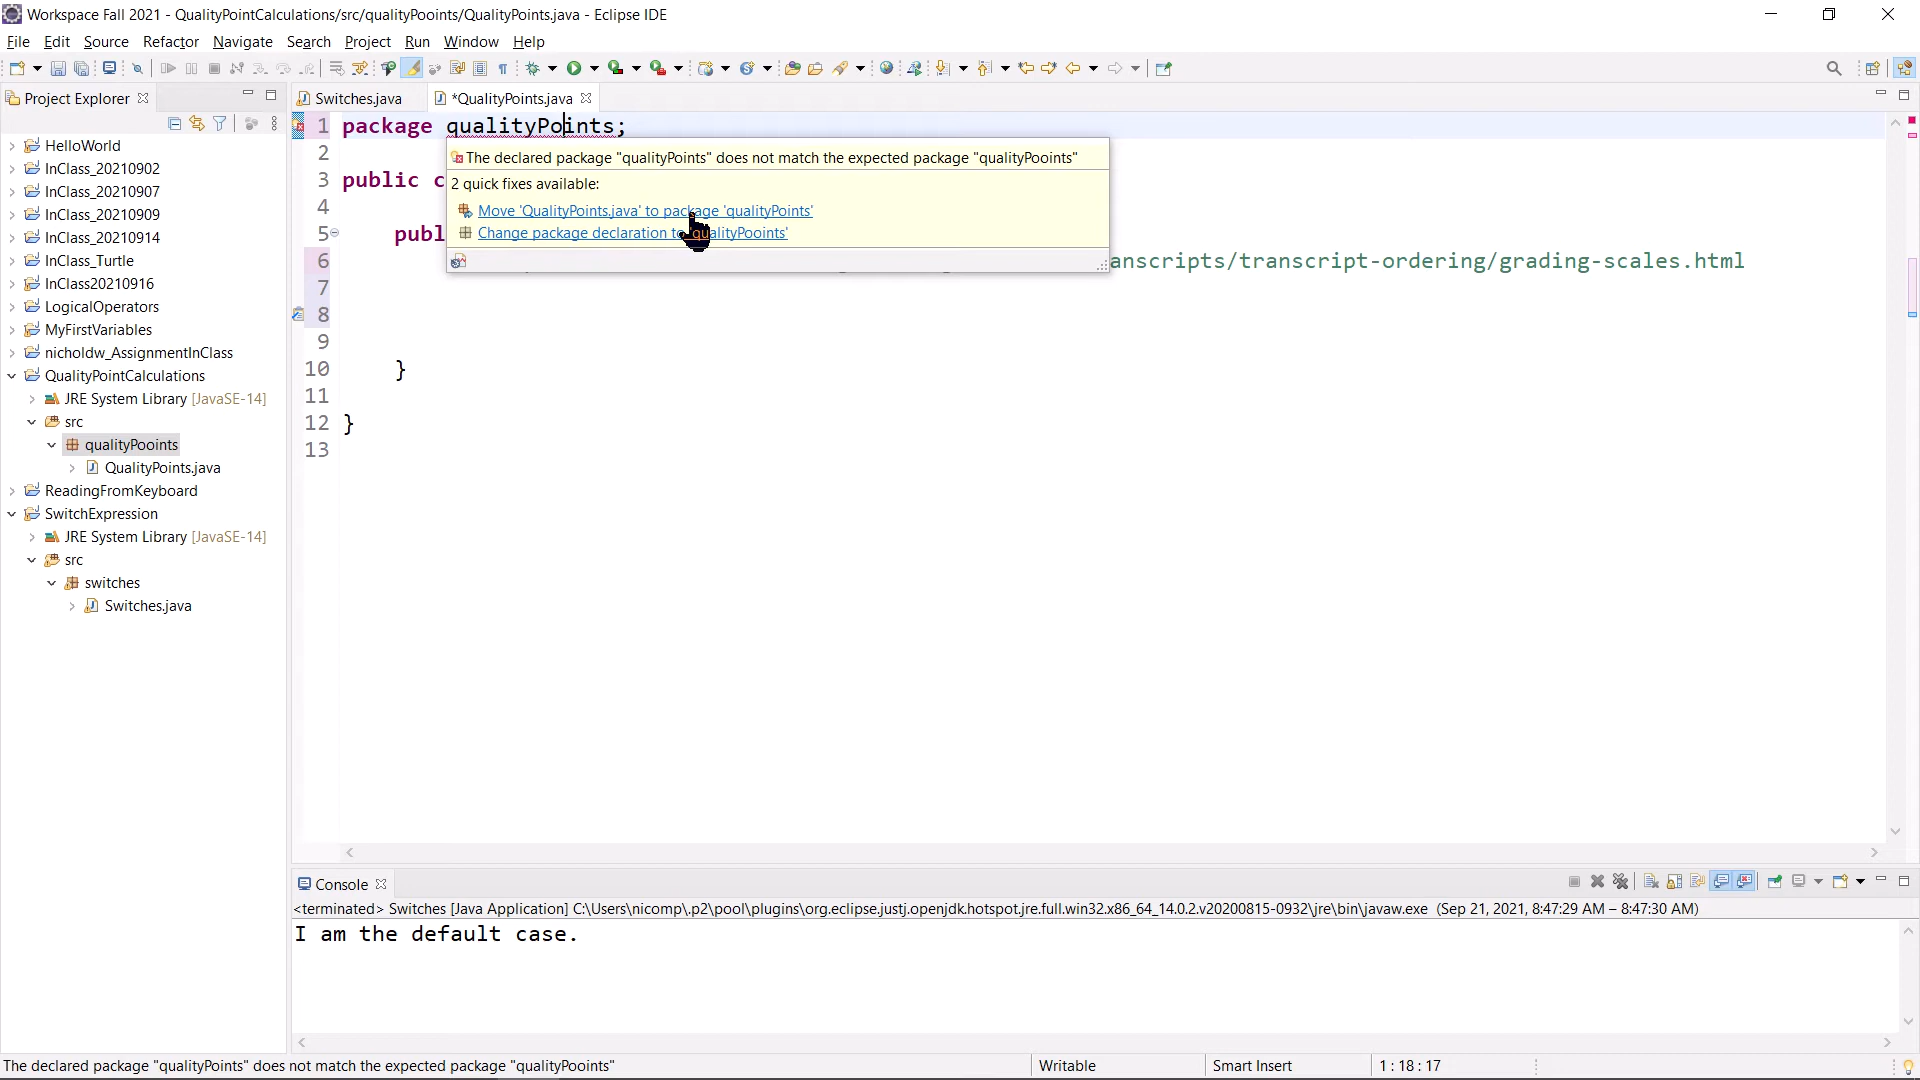 Workspace Fall 2021 - QualityPointCalculations/src/qualityPooints/QualityPoints.java - Eclipse IDE
File Edit Source Refactor Navigate Search Project Run Window Help
Project Explorer
HelloWorld
InClass_20210902
InClass_20210907
InClass_20210909
InClass_20210914
InClass_Turtle
InClass20210916
LogicalOperators
MyFirstVariables
nicholdw_AssignmentInClass
QualityPointCalculations
JRE System Library [JavaSE-14]
src
qualityPooints
QualityPoints.java
ReadingFromKeyboard
SwitchExpression
JRE System Library [JavaSE-14]
src
switches
Switches.java
Switches.java *QualityPoints.java
1 package qualityPoints;
2
3 public c
4
5 publ
6 anscripts/transcript-ordering/grading-scales.html
7
8
9
10 }
11
12 }
13
The declared package "qualityPoints" does not match the expected package "qualityPooints"
2 quick fixes available:
Move 'QualityPoints.java' to package 'qualityPoints'
Change package declaration to 'qualityPooints'
Console
<terminated> Switches [Java Application] C:\Users\nicomp\.p2\pool\plugins\org.eclipse.justj.openjdk.hotspot.jre.full.win32.x86_64_14.0.2.v20200815-0932\jre\bin\javaw.exe (Sep 21, 2021, 8:47:29 AM – 8:47:30 AM)
I am the default case.
The declared package "qualityPoints" does not match the expected package "qualityPooints"
Writable
Smart Insert
1 : 18 : 17